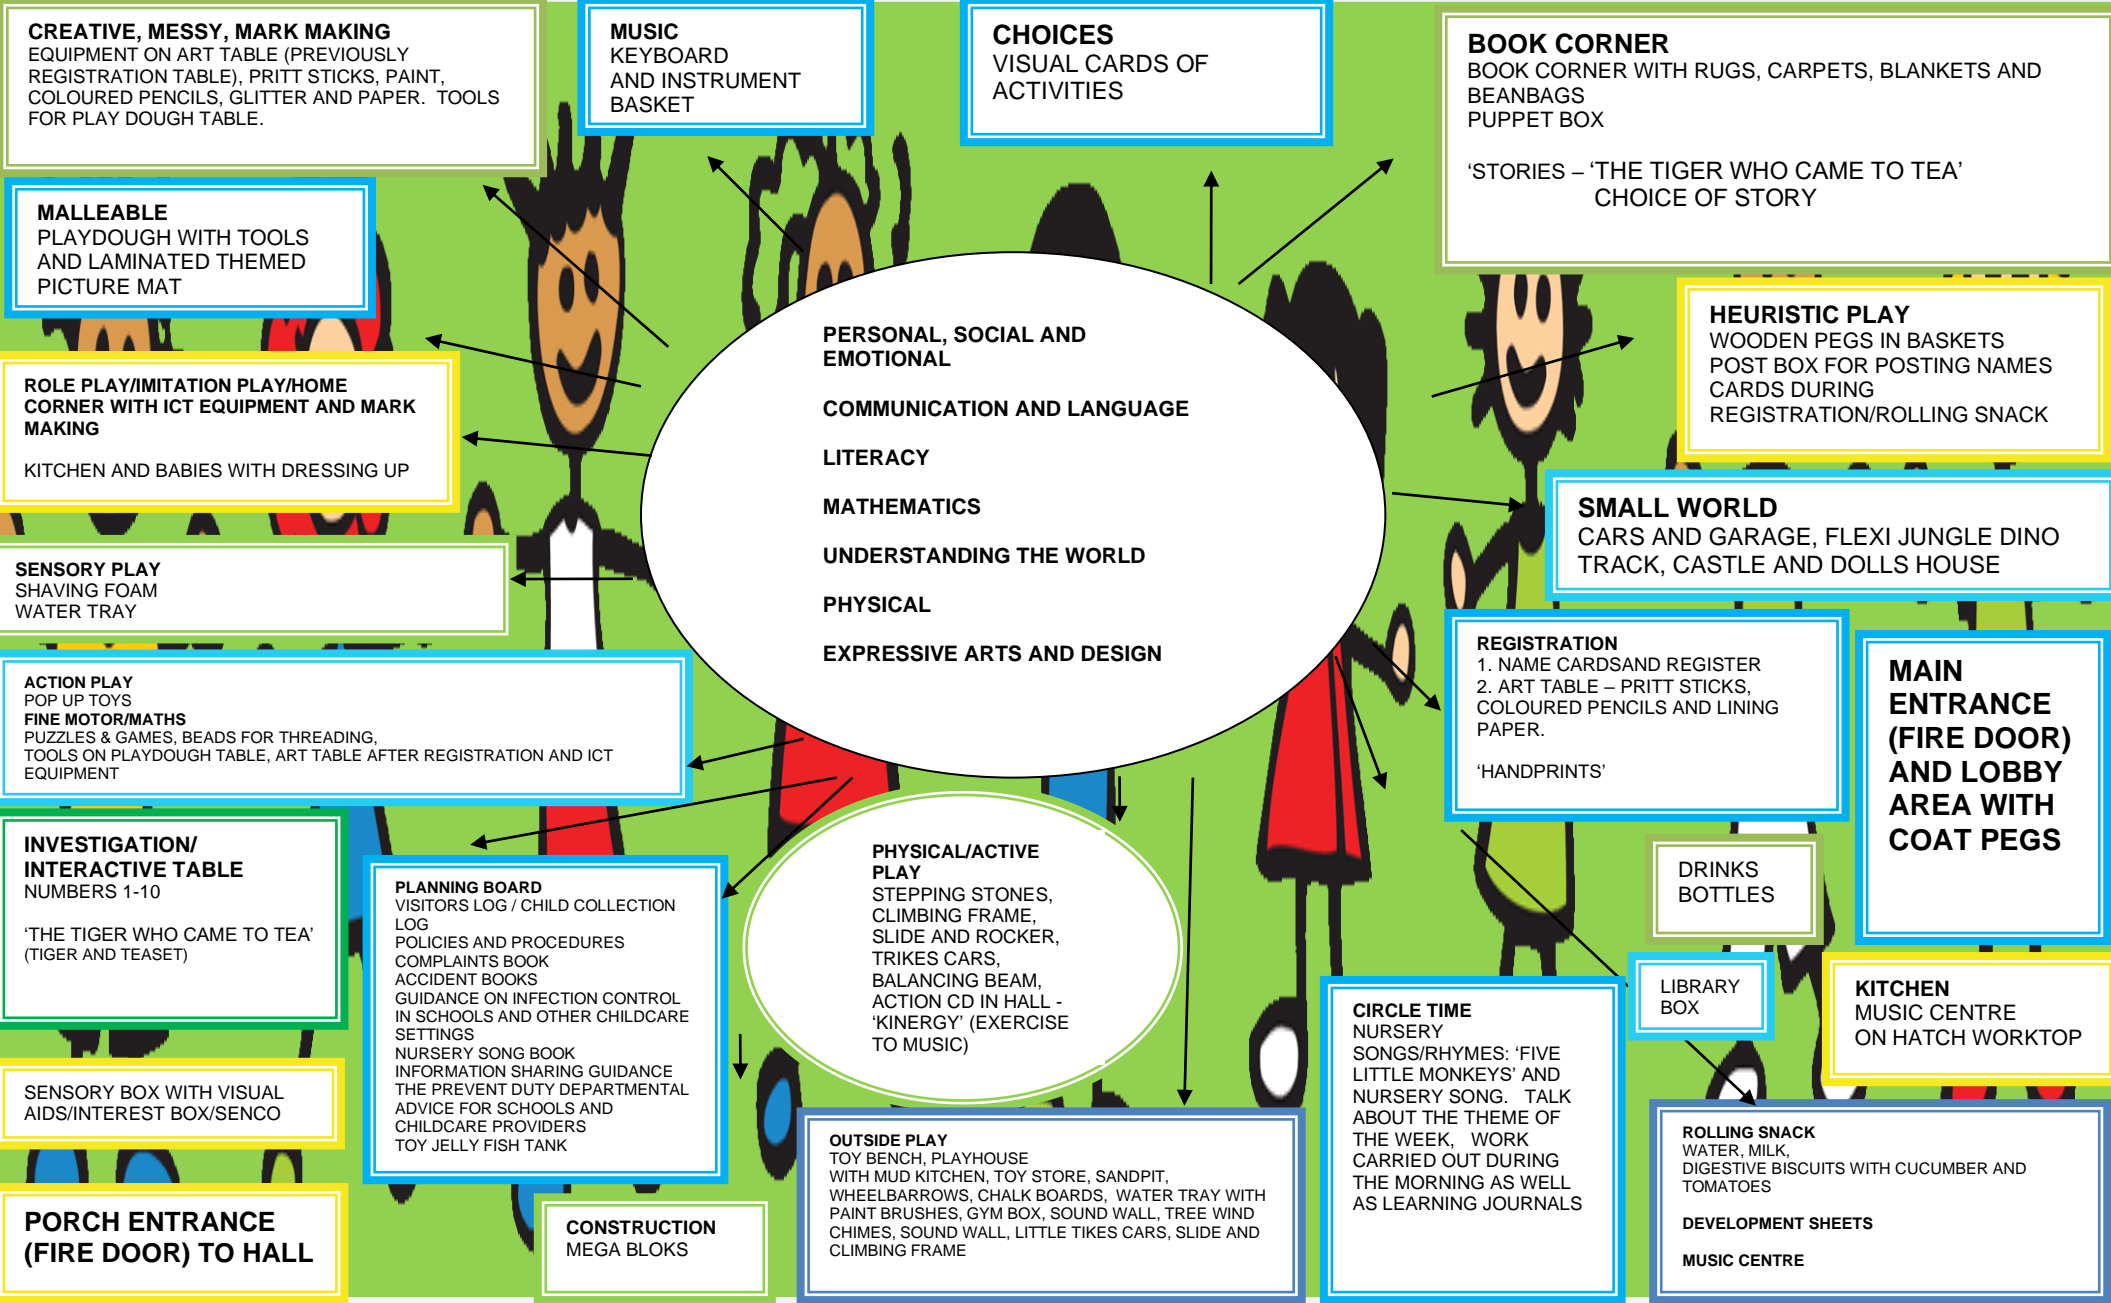 CREATIVE, MESSY, MARK MAKING
EQUIPMENT ON ART TABLE (PREVIOUSLY
REGISTRATION TABLE), PRITT STICKS, PAINT,
COLOURED PENCILS, GLITTER AND PAPER. TOOLS
FOR PLAY DOUGH TABLE.
MUSIC
KEYBOARD
AND INSTRUMENT
BASKET
CHOICES
VISUAL CARDS OF
ACTIVITIES
BOOK CORNER
BOOK CORNER WITH RUGS, CARPETS, BLANKETS AND
BEANBAGS
PUPPET BOX
‘STORIES – ‘THE TIGER WHO CAME TO TEA’
CHOICE OF STORY
MALLEABLE
PLAYDOUGH WITH TOOLS
AND LAMINATED THEMED
PICTURE MAT
HEURISTIC PLAY
WOODEN PEGS IN BASKETS
POST BOX FOR POSTING NAMES
CARDS DURING
REGISTRATION/ROLLING SNACK
PERSONAL, SOCIAL AND
EMOTIONAL
COMMUNICATION AND LANGUAGE
LITERACY
MATHEMATICS
UNDERSTANDING THE WORLD
PHYSICAL
EXPRESSIVE ARTS AND DESIGN
ROLE PLAY/IMITATION PLAY/HOME
CORNER WITH ICT EQUIPMENT AND MARK
MAKING
KITCHEN AND BABIES WITH DRESSING UP
SMALL WORLD
CARS AND GARAGE, FLEXI JUNGLE DINO
TRACK, CASTLE AND DOLLS HOUSE
SENSORY PLAY
SHAVING FOAM
WATER TRAY
REGISTRATION
1. NAME CARDSAND REGISTER
2. ART TABLE – PRITT STICKS,
COLOURED PENCILS AND LINING
PAPER.
‘HANDPRINTS’
MAIN
ENTRANCE
(FIRE DOOR)
AND LOBBY
AREA WITH
COAT PEGS
ACTION PLAY
POP UP TOYS
FINE MOTOR/MATHS
PUZZLES & GAMES, BEADS FOR THREADING,
TOOLS ON PLAYDOUGH TABLE, ART TABLE AFTER REGISTRATION AND ICT
EQUIPMENT
INVESTIGATION/
INTERACTIVE TABLE
NUMBERS 1-10
‘THE TIGER WHO CAME TO TEA’
(TIGER AND TEASET)
PLANNING BOARD
VISITORS LOG / CHILD COLLECTION
LOG
POLICIES AND PROCEDURES
COMPLAINTS BOOK
ACCIDENT BOOKS
GUIDANCE ON INFECTION CONTROL
IN SCHOOLS AND OTHER CHILDCARE
SETTINGS
NURSERY SONG BOOK
INFORMATION SHARING GUIDANCE
THE PREVENT DUTY DEPARTMENTAL
ADVICE FOR SCHOOLS AND
CHILDCARE PROVIDERS
TOY JELLY FISH TANK
PHYSICAL/ACTIVE
PLAY
STEPPING STONES,
CLIMBING FRAME,
SLIDE AND ROCKER,
TRIKES CARS,
BALANCING BEAM,
ACTION CD IN HALL -
‘KINERGY’ (EXERCISE
TO MUSIC)
DRINKS
BOTTLES
LIBRARY
BOX
KITCHEN
MUSIC CENTRE
ON HATCH WORKTOP
CIRCLE TIME
NURSERY
SONGS/RHYMES: ‘FIVE
LITTLE MONKEYS’ AND
NURSERY SONG. TALK
ABOUT THE THEME OF
THE WEEK, WORK
CARRIED OUT DURING
THE MORNING AS WELL
AS LEARNING JOURNALS
SENSORY BOX WITH VISUAL
AIDS/INTEREST BOX/SENCO
OUTSIDE PLAY
TOY BENCH, PLAYHOUSE
WITH MUD KITCHEN, TOY STORE, SANDPIT,
WHEELBARROWS, CHALK BOARDS, WATER TRAY WITH
PAINT BRUSHES, GYM BOX, SOUND WALL, TREE WIND
CHIMES, SOUND WALL, LITTLE TIKES CARS, SLIDE AND
CLIMBING FRAME
ROLLING SNACK
WATER, MILK,
DIGESTIVE BISCUITS WITH CUCUMBER AND
TOMATOES
DEVELOPMENT SHEETS
MUSIC CENTRE
PORCH ENTRANCE
(FIRE DOOR) TO HALL
CONSTRUCTION
MEGA BLOKS